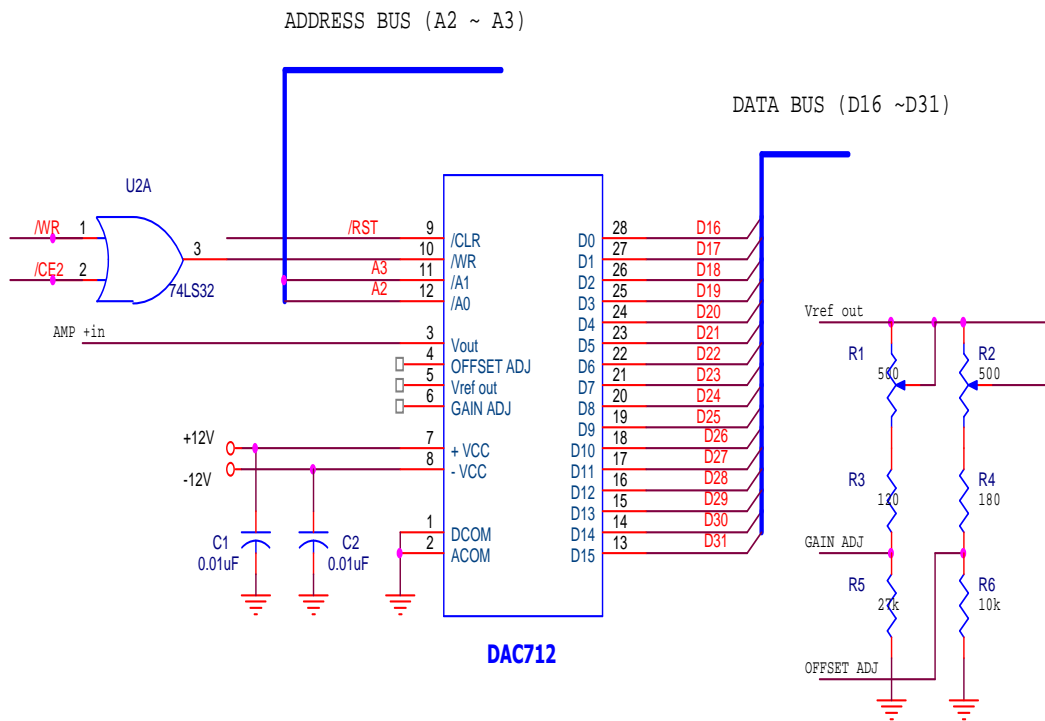 ADDRESS BUS (A2 ~ A3)
DATA BUS (D16 ~D31)
U2A
/WR 1
/CE2 2
3
74LS32
/RST 9 /CLR
10 /WR
A3 11 /A1
A2 12 /A0
AMP +in 3 Vout
4 OFFSET ADJ
5 Vref out
6 GAIN ADJ
+12V 7 + VCC
-12V 8 - VCC
1 DCOM
2 ACOM
C1
0.01uF
C2
0.01uF
D0 28 D16
D1 27 D17
D2 26 D18
D3 25 D19
D4 24 D20
D5 23 D21
D6 22 D22
D7 21 D23
D8 20 D24
D9 19 D25
D10 18 D26
D11 17 D27
D12 16 D28
D13 15 D29
D14 14 D30
D15 13 D31
DAC712
Vref out
R1
500
R2
500
R3
120
R4
180
GAIN ADJ
R5
27k
R6
10k
OFFSET ADJ